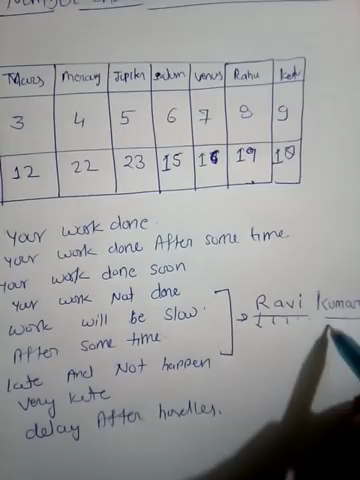 Mars Mercury Jupiter Saturn Venus Rahu Ket
3 4 5 6 7 8 9
12 22 23 15 16 19 18
Your work done.
Your work done After some time
Your work done soon
Your work Not done
work will be slow.
After some time
Ravi Kumar
late And Not happen
very late
delay After hurdles.